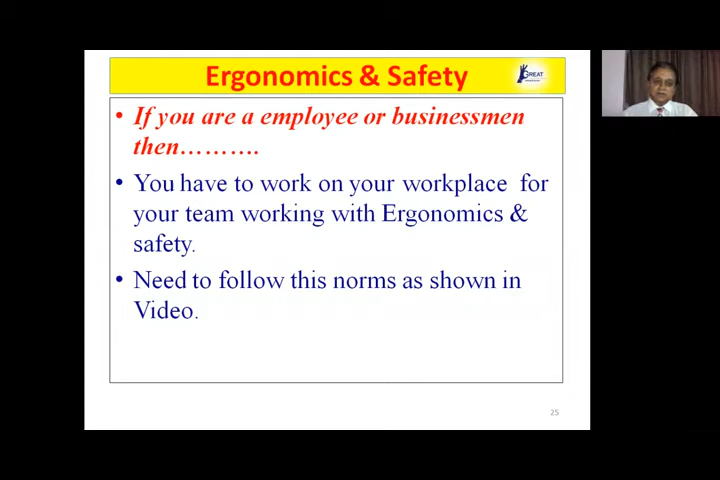 Ergonomics & Safety
GREAT
• If you are a employee or businessmen
then……….
• You have to work on your workplace for
your team working with Ergonomics &
safety.
• Need to follow this norms as shown in
Video.
25